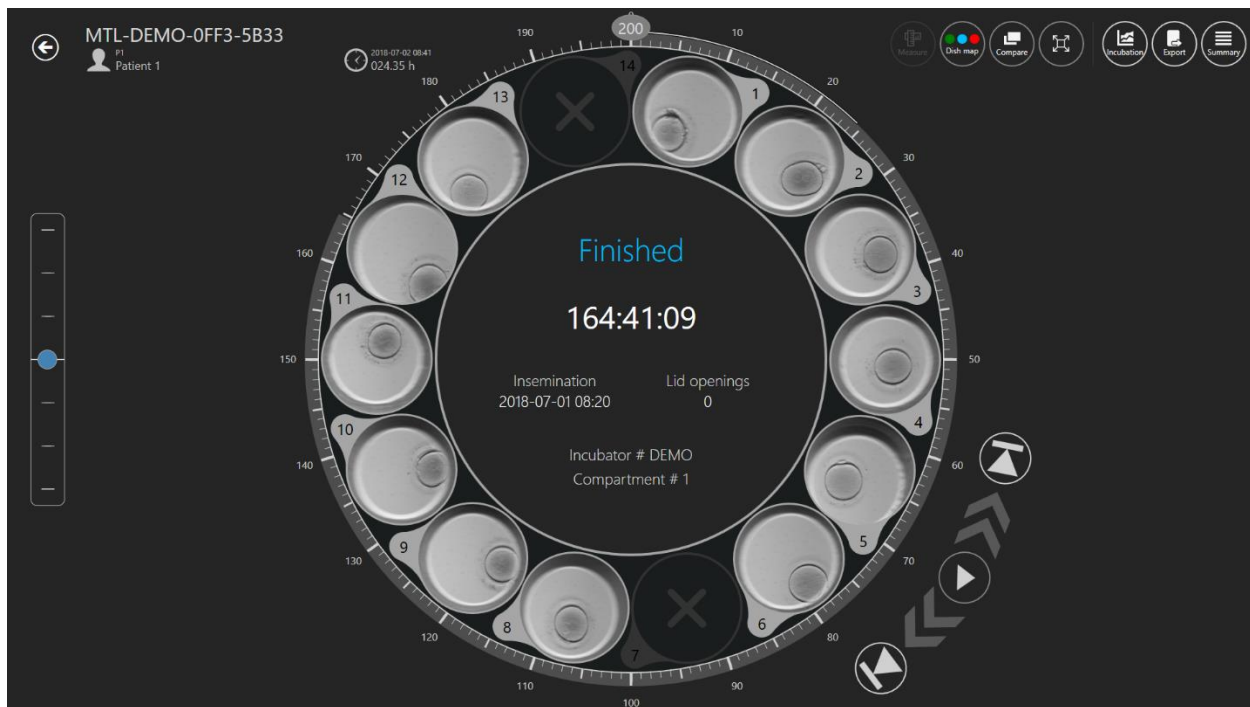 MTL-DEMO-0FF3-5B33
P1
Patient 1
2018-07-02 08:41
024.35 h
Measure
Dish map
Compare
Incubation
Export
Summary
200
10
20
30
40
50
60
70
80
90
100
110
120
130
140
150
160
170
180
190
1
2
3
4
5
6
7
8
9
10
11
12
13
14
Finished
164:41:09
Insemination
Lid openings
2018-07-01 08:20
0
Incubator # DEMO
Compartment # 1